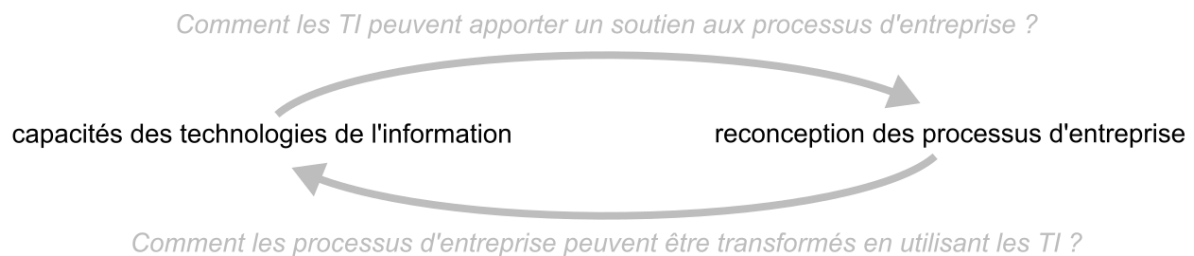 Comment les TI peuvent apporter un soutien aux processus d'entreprise ?
capacités des technologies de l'information
reconception des processus d'entreprise
Comment les processus d'entreprise peuvent être transformés en utilisant les TI ?